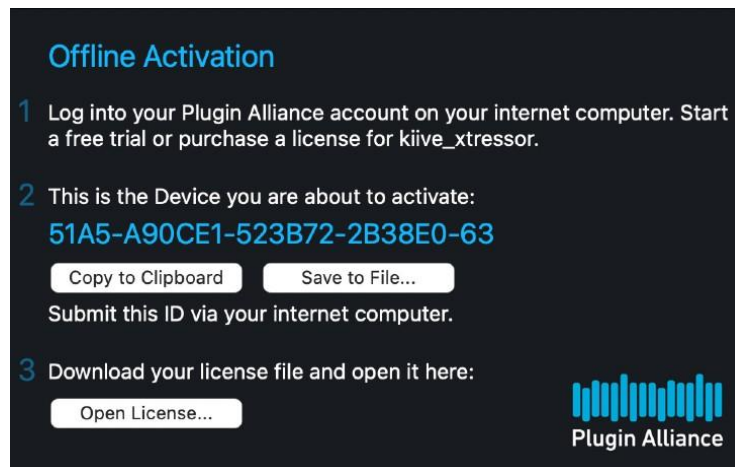 Offline Activation
1 Log into your Plugin Alliance account on your internet computer. Start
a free trial or purchase a license for kiive_xtressor.
2 This is the Device you are about to activate:
51A5-A90CE1-523B72-2B38E0-63
Copy to Clipboard Save to File...
Submit this ID via your internet computer.
3 Download your license file and open it here:
Open License...
Plugin Alliance